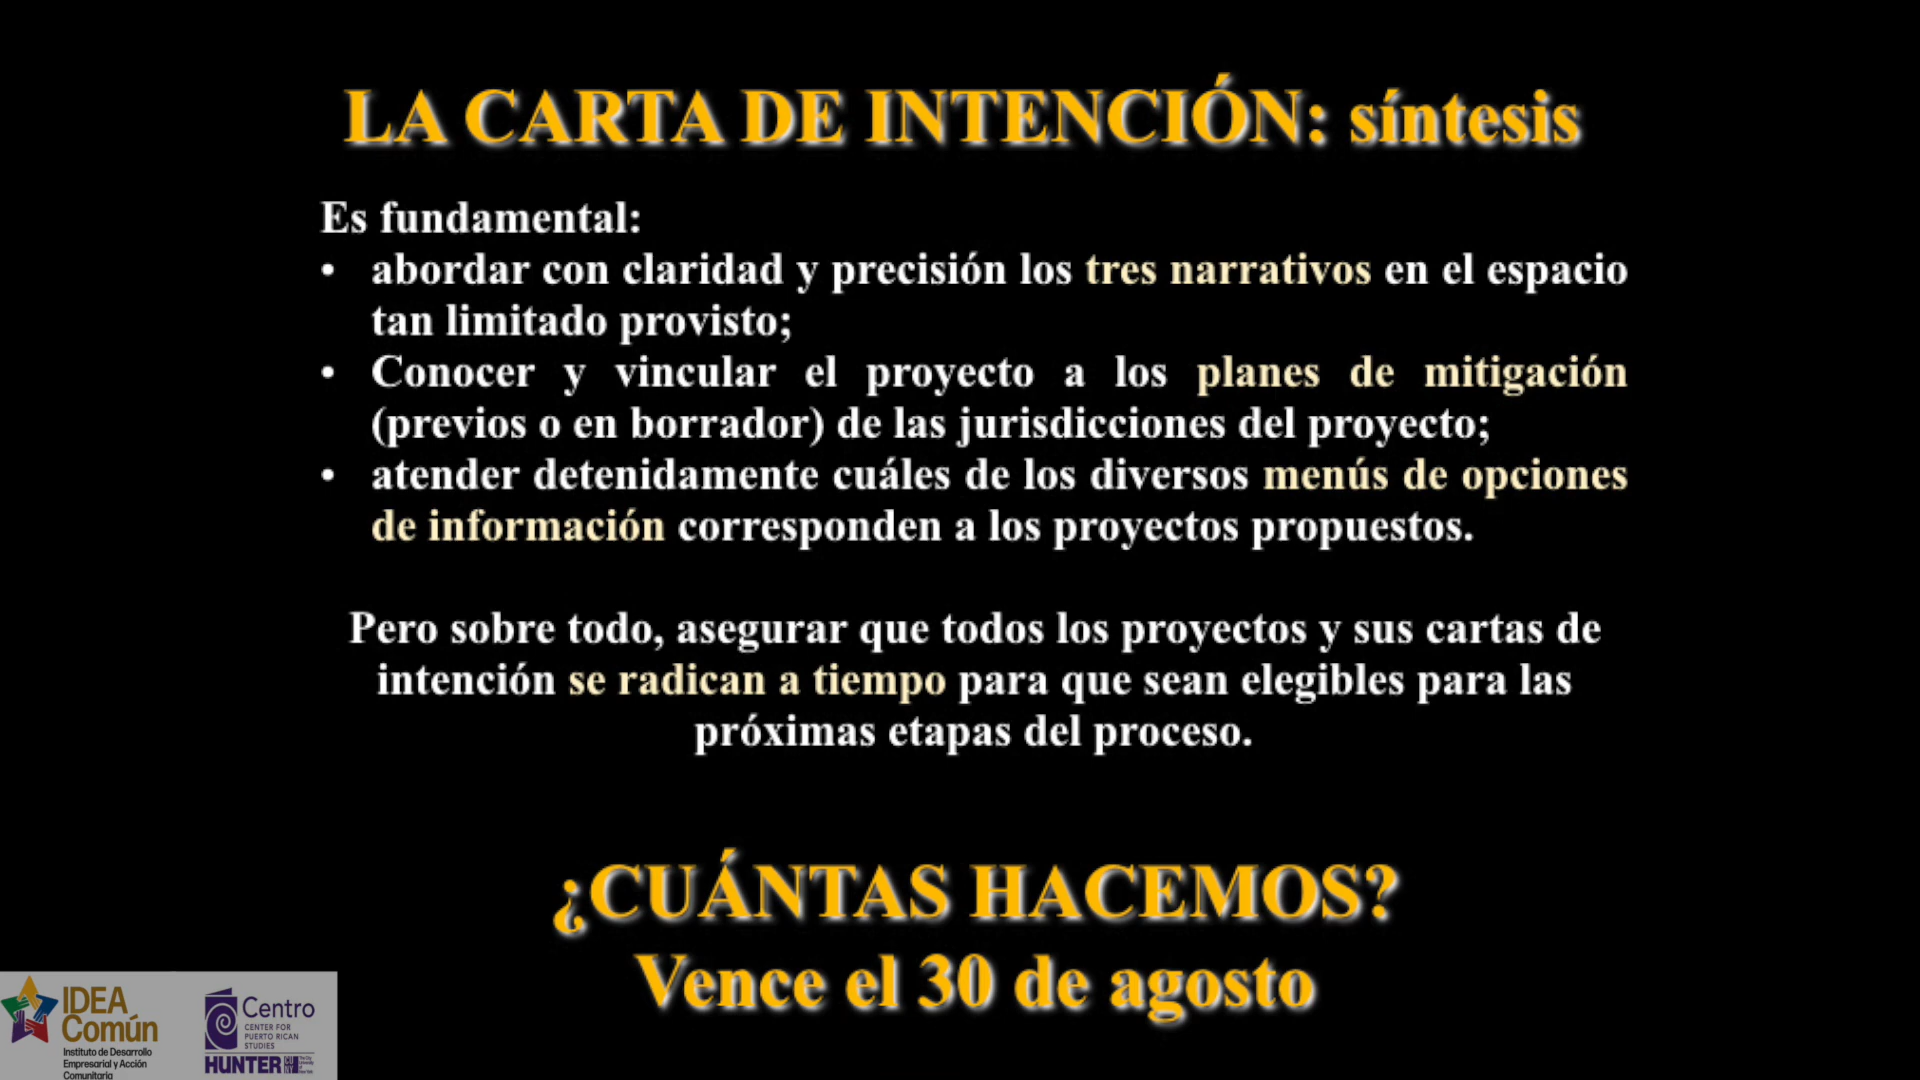 LA CARTA DE INTENCIÓN: síntesis
Es fundamental:
• abordar con claridad y precisión los tres narrativos en el espacio
tan limitado provisto;
• Conocer y vincular el proyecto a los planes de mitigación
(previos o en borrador) de las jurisdicciones del proyecto;
• atender detenidamente cuáles de los diversos menús de opciones
de información corresponden a los proyectos propuestos.
Pero sobre todo, asegurar que todos los proyectos y sus cartas de
intención se radican a tiempo para que sean elegibles para las
próximas etapas del proceso.
¿CUÁNTAS HACEMOS?
Vence el 30 de agosto
IDEA
Común
Instituto de Desarrollo
Empresarial y Acción
Comunitaria
Centro
CENTER FOR
PUERTO RICAN
STUDIES
HUNTER